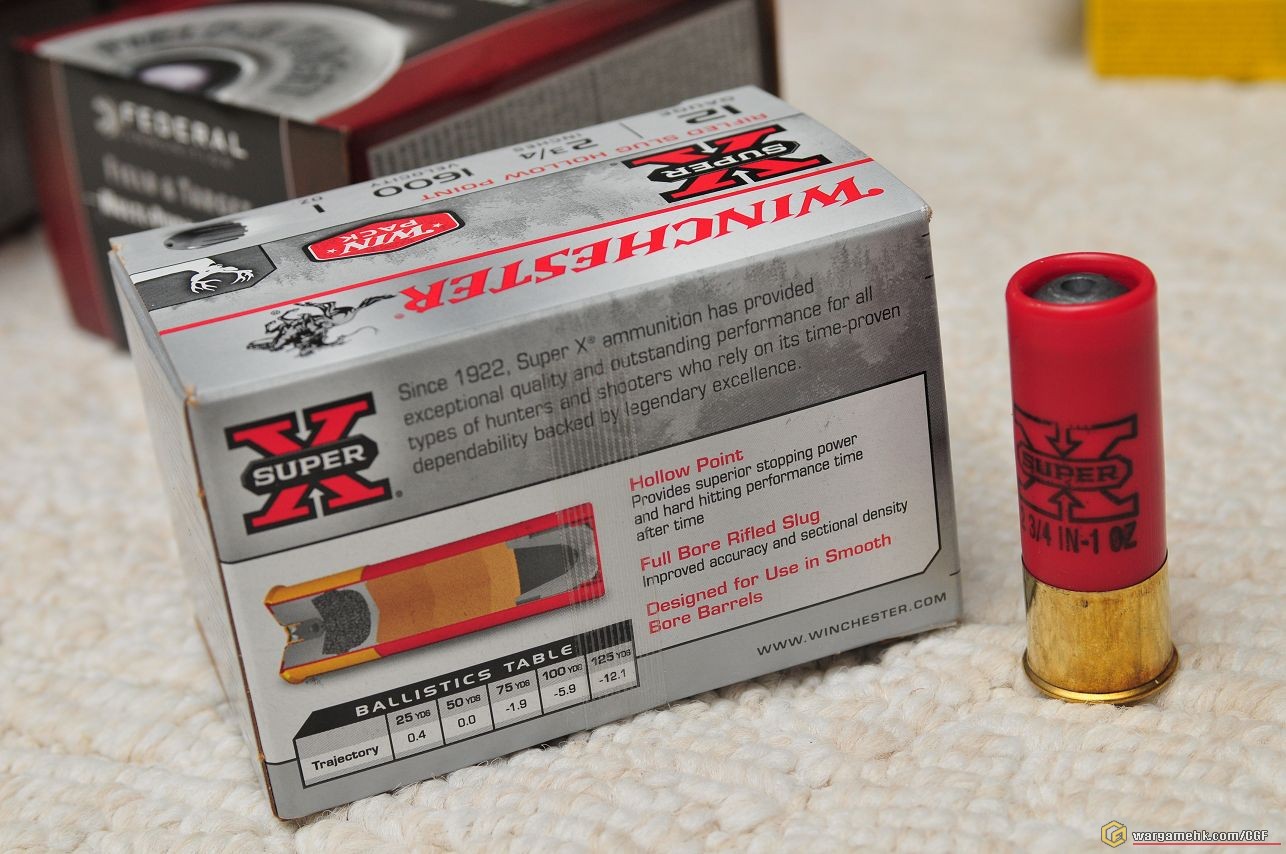 FEDERAL
FIELD & TARGET
12
GAUGE
2 3/4
INCHES
1600
VELOCITY
1
OZ
RIFLED SLUG HOLLOW POINT
SUPER X
WIN
PACK
WINCHESTER®
SUPER X®
Since 1922, Super X® ammunition has provided
exceptional quality and outstanding performance for all
types of hunters and shooters who rely on its time-proven
dependability backed by legendary excellence.
Hollow Point
Provides superior stopping power
and hard hitting performance time
after time
Full Bore Rifled Slug
Improved accuracy and sectional density
Designed for Use in Smooth
Bore Barrels
WWW.WINCHESTER.COM
BALLISTICS TABLE
25 YDS 50 YDS 75 YDS 100 YDS 125 YDS
Trajectory 0.4 0.0 -1.9 -5.9 -12.1
SUPER X
2 3/4 IN-1 OZ
wargamehk.com/CGF